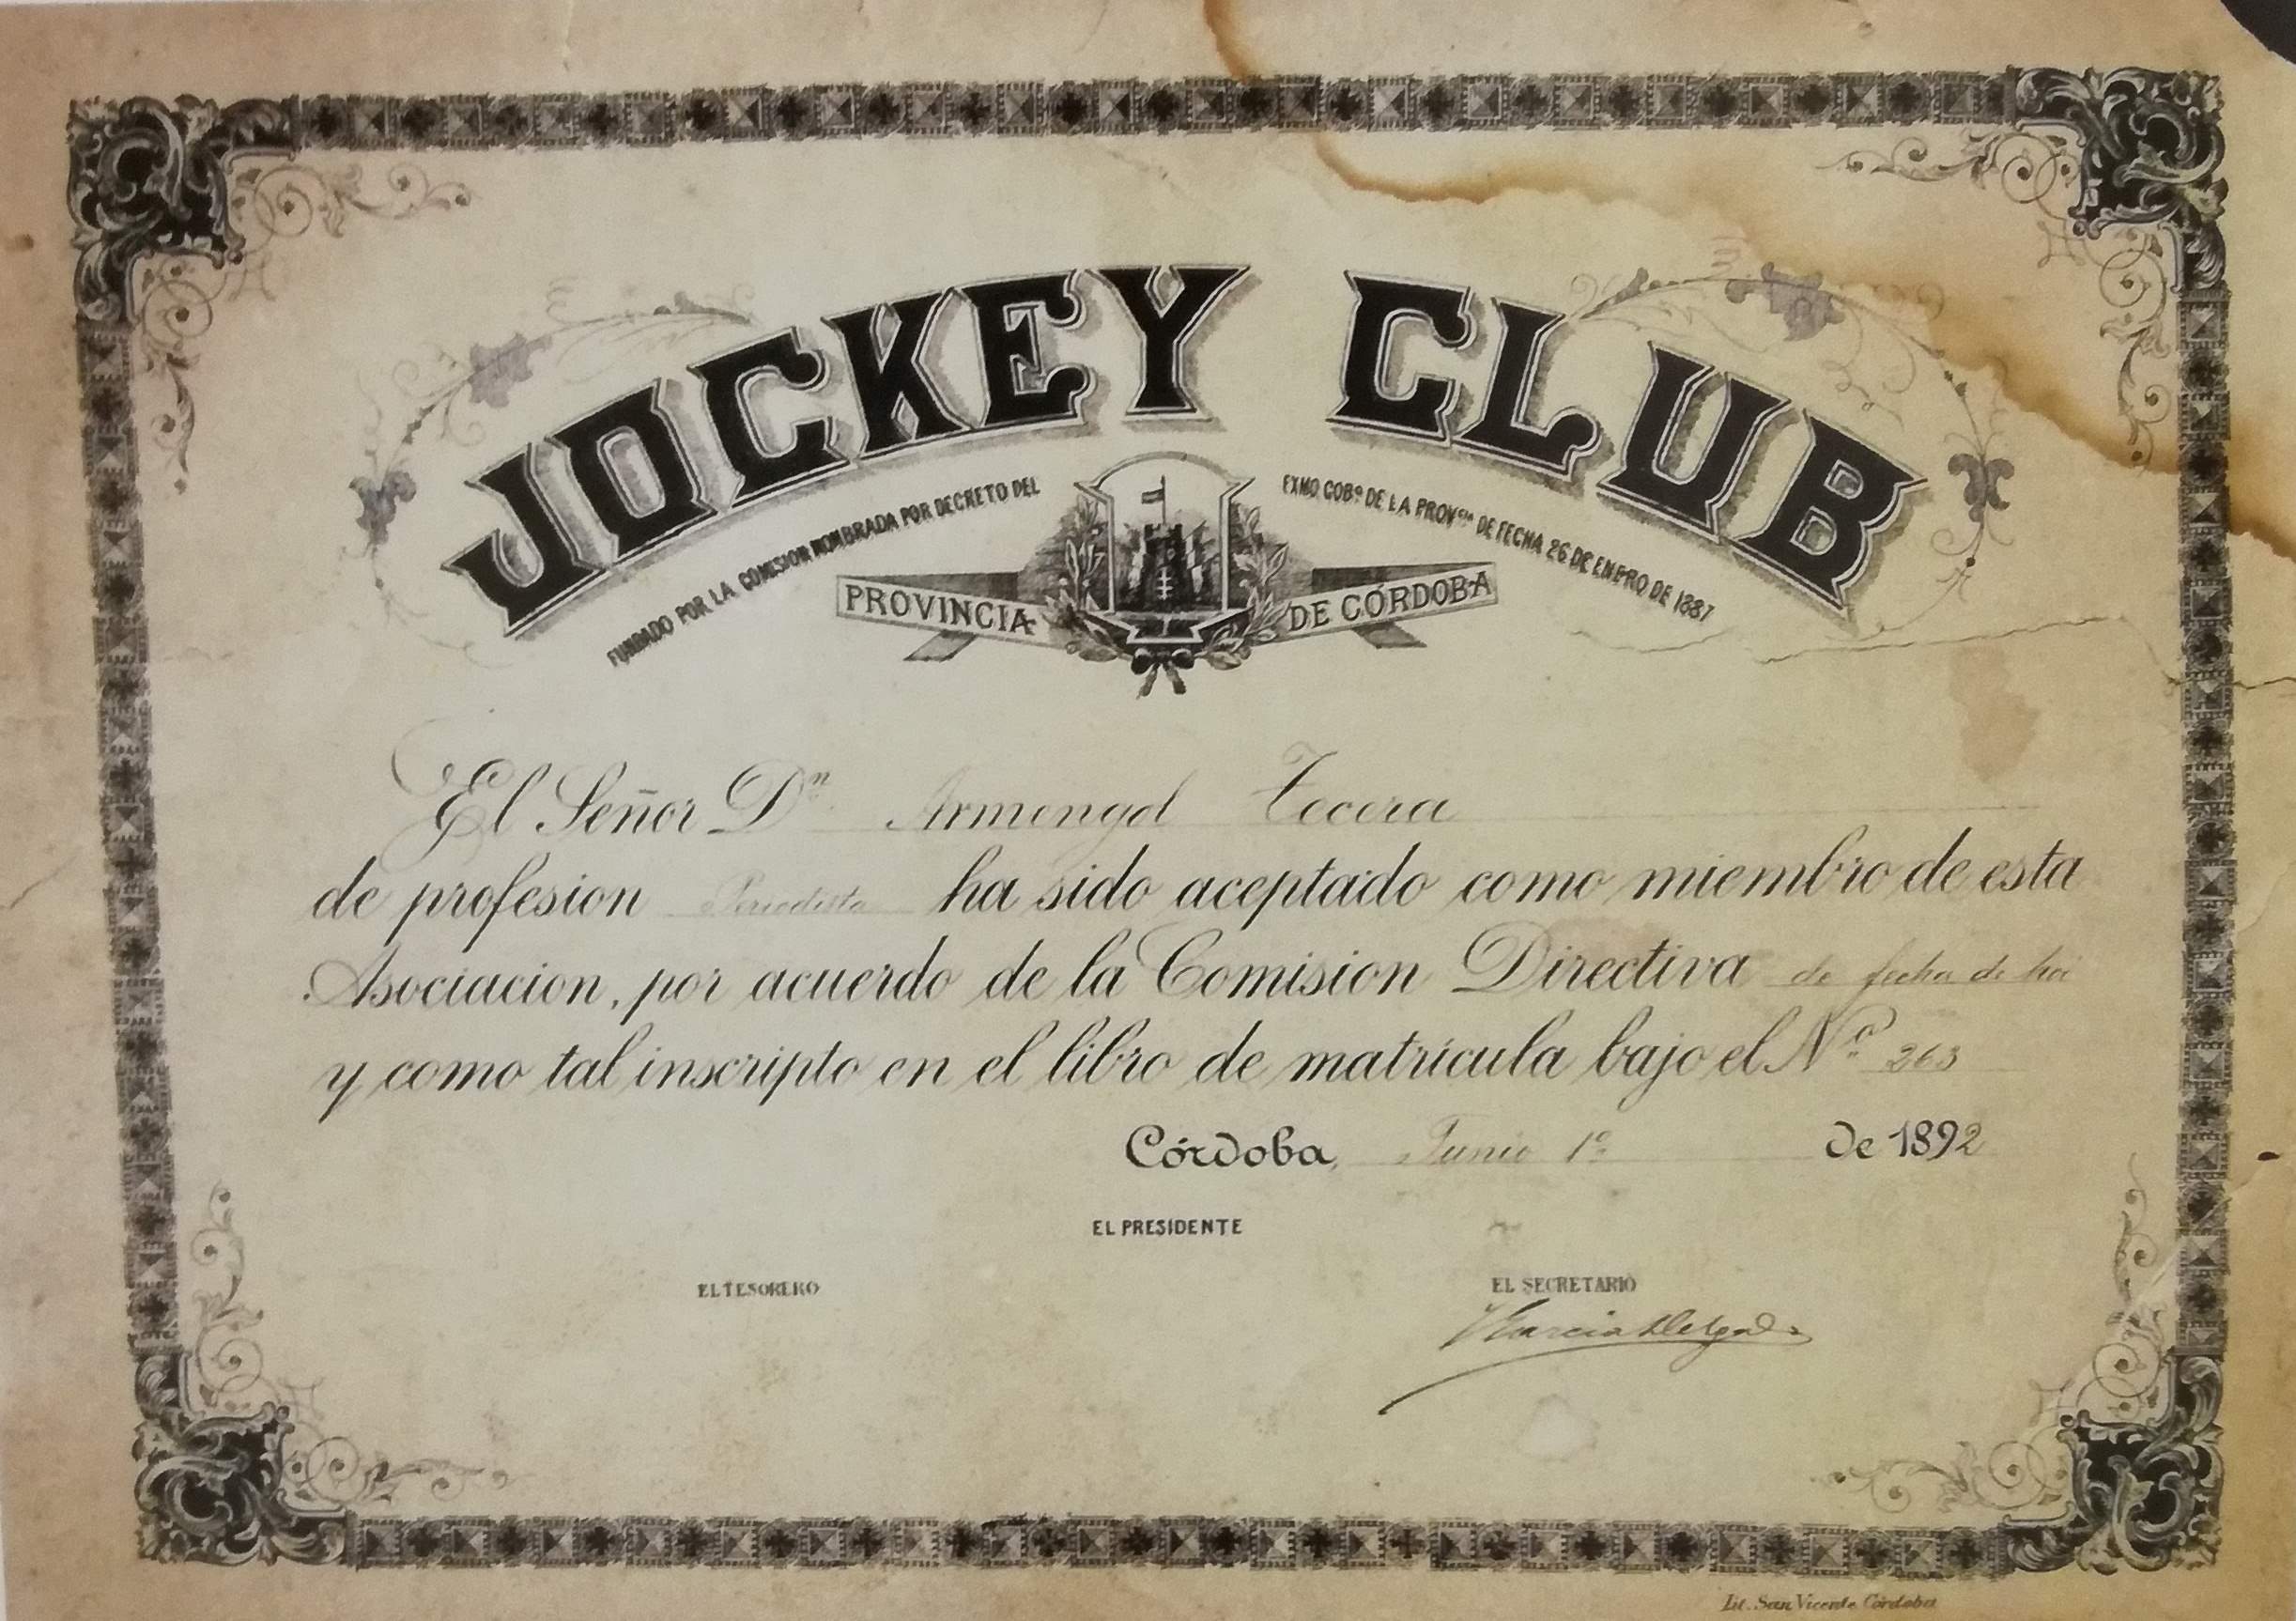 JOCKEY CLUB
FUNDADO POR LA COMISION NOMBRADA POR DECRETO DEL EXMO GOBº DE LA PROVcia DE FECHA 26 DE ENERO DE 1887
PROVINCIA DE CÓRDOBA
El Señor Dn Armengol Tecera
de profesion Periodista ha sido aceptado como miembro de esta
Asociacion, por acuerdo de la Comision Directiva de fecha de hoi
y como tal inscripto en el libro de matrícula bajo el Nº 263
Córdoba, Junio 1º de 1892
EL PRESIDENTE
EL TESORERO EL SECRETARIO
Garcia Delgado
Lit. San Vicente Córdoba